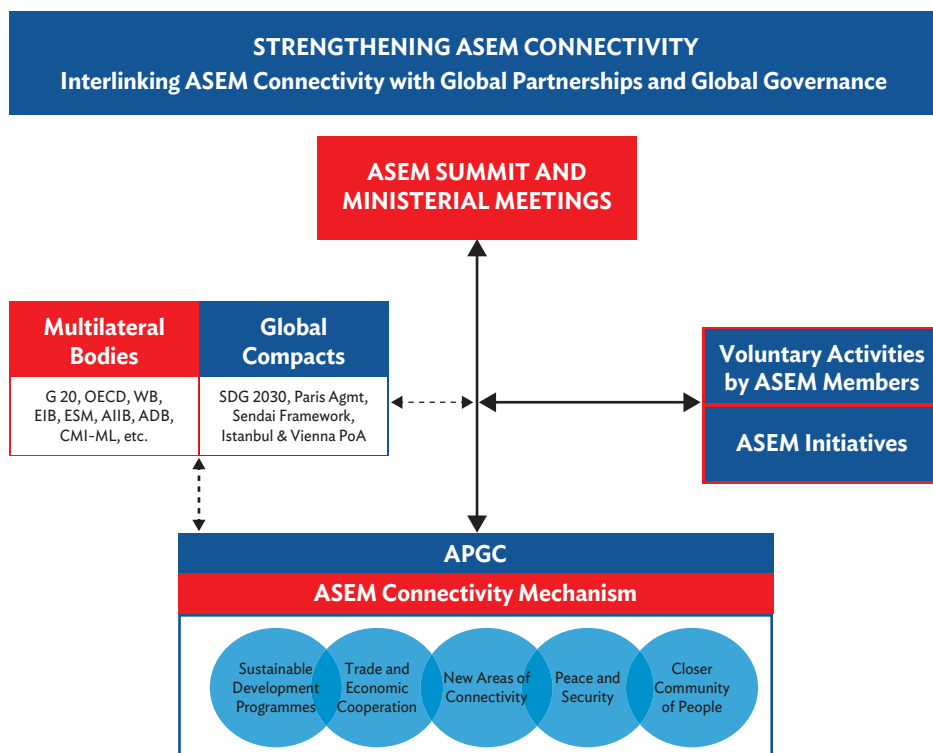 STRENGTHENING ASEM CONNECTIVITY
Interlinking ASEM Connectivity with Global Partnerships and Global Governance
ASEM SUMMIT AND
MINISTERIAL MEETINGS
Multilateral
Bodies
G 20, OECD, WB,
EIB, ESM, AIIB, ADB,
CMI-ML, etc.
Global
Compacts
SDG 2030, Paris Agmt,
Sendai Framework,
Istanbul & Vienna PoA
Voluntary Activities
by ASEM Members
ASEM Initiatives
APGC
ASEM Connectivity Mechanism
Sustainable
Development
Programmes
Trade and
Economic
Cooperation
New Areas of
Connectivity
Peace and
Security
Closer
Community
of People